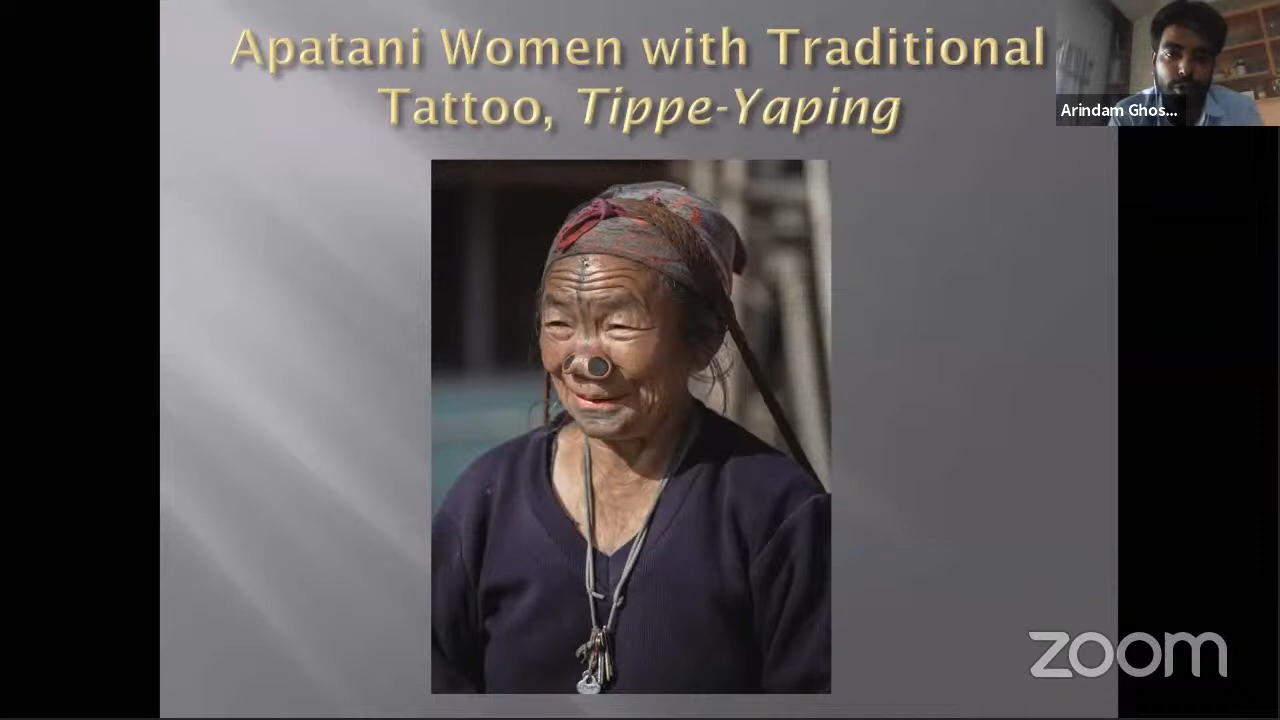 Apatani Women with Traditional
Tattoo, Tippe-Yaping
Arindam Ghos...
zoom